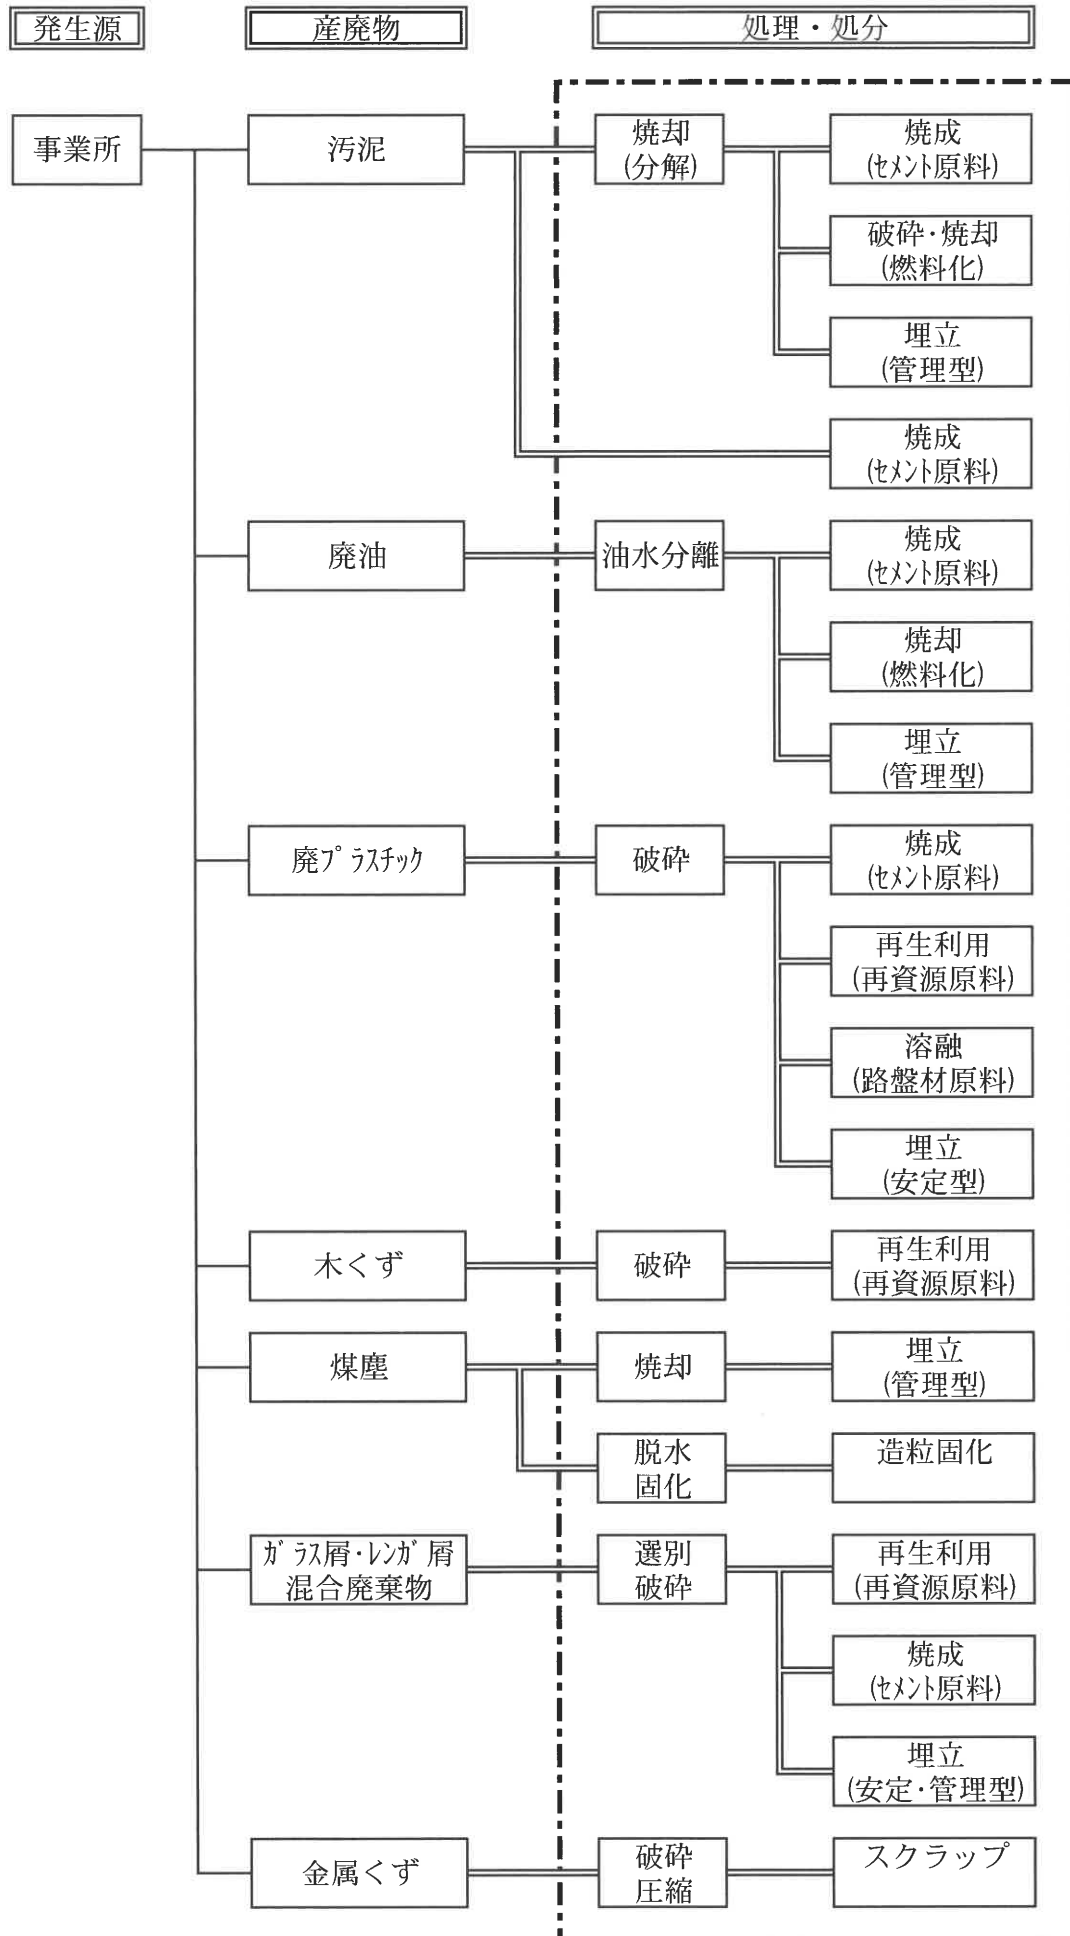 発生源
産廃物
処理・処分
事業所
汚泥
焼却
(分解)
焼成
(ｾﾒﾝﾄ原料)
破砕・焼却
(燃料化)
埋立
(管理型)
焼成
(ｾﾒﾝﾄ原料)
廃油
油水分離
焼成
(ｾﾒﾝﾄ原料)
焼却
(燃料化)
埋立
(管理型)
廃ﾌﾟﾗｽﾁｯｸ
破砕
焼成
(ｾﾒﾝﾄ原料)
再生利用
(再資源原料)
溶融
(路盤材原料)
埋立
(安定型)
木くず
破砕
再生利用
(再資源原料)
煤塵
焼却
埋立
(管理型)
脱水
固化
造粒固化
ｶﾞﾗｽ屑・ﾚﾝｶﾞ屑
混合廃棄物
選別
破砕
再生利用
(再資源原料)
焼成
(ｾﾒﾝﾄ原料)
埋立
(安定・管理型)
金属くず
破砕
圧縮
スクラップ